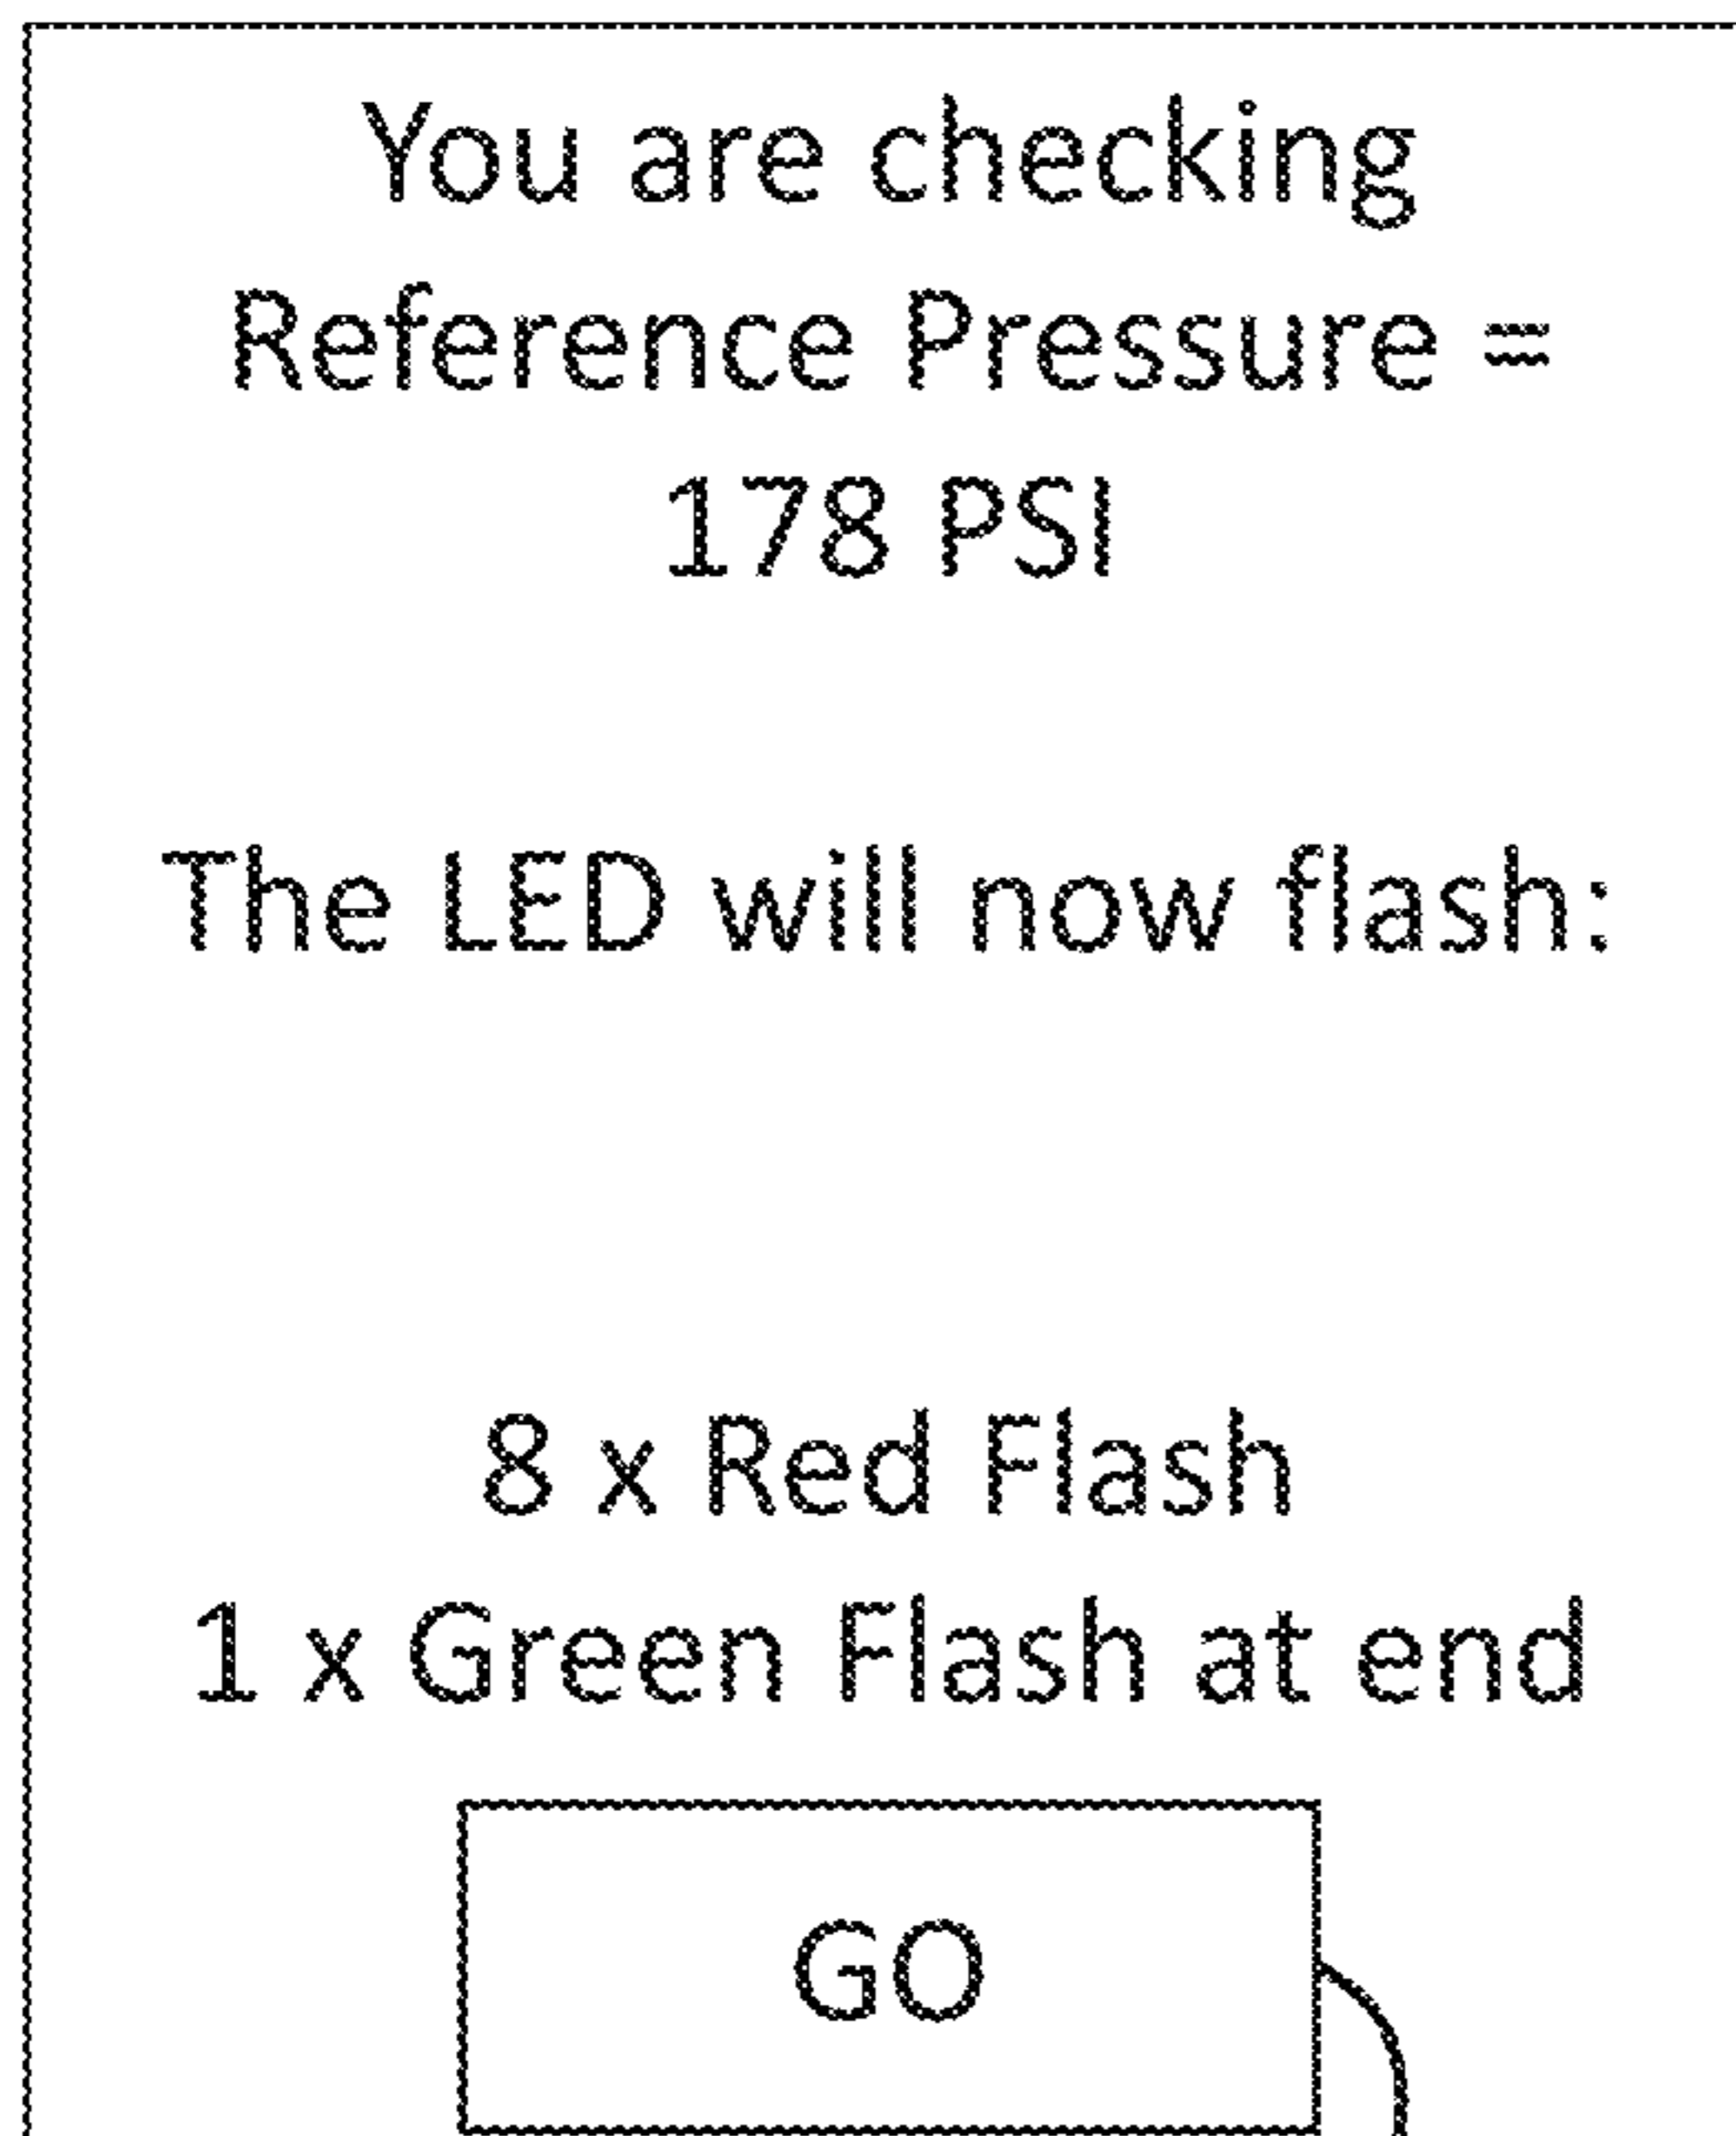 You are checking
Reference Pressure =
178 PSI
The LED will now flash:
8 x Red Flash
1 x Green Flash at end
GO